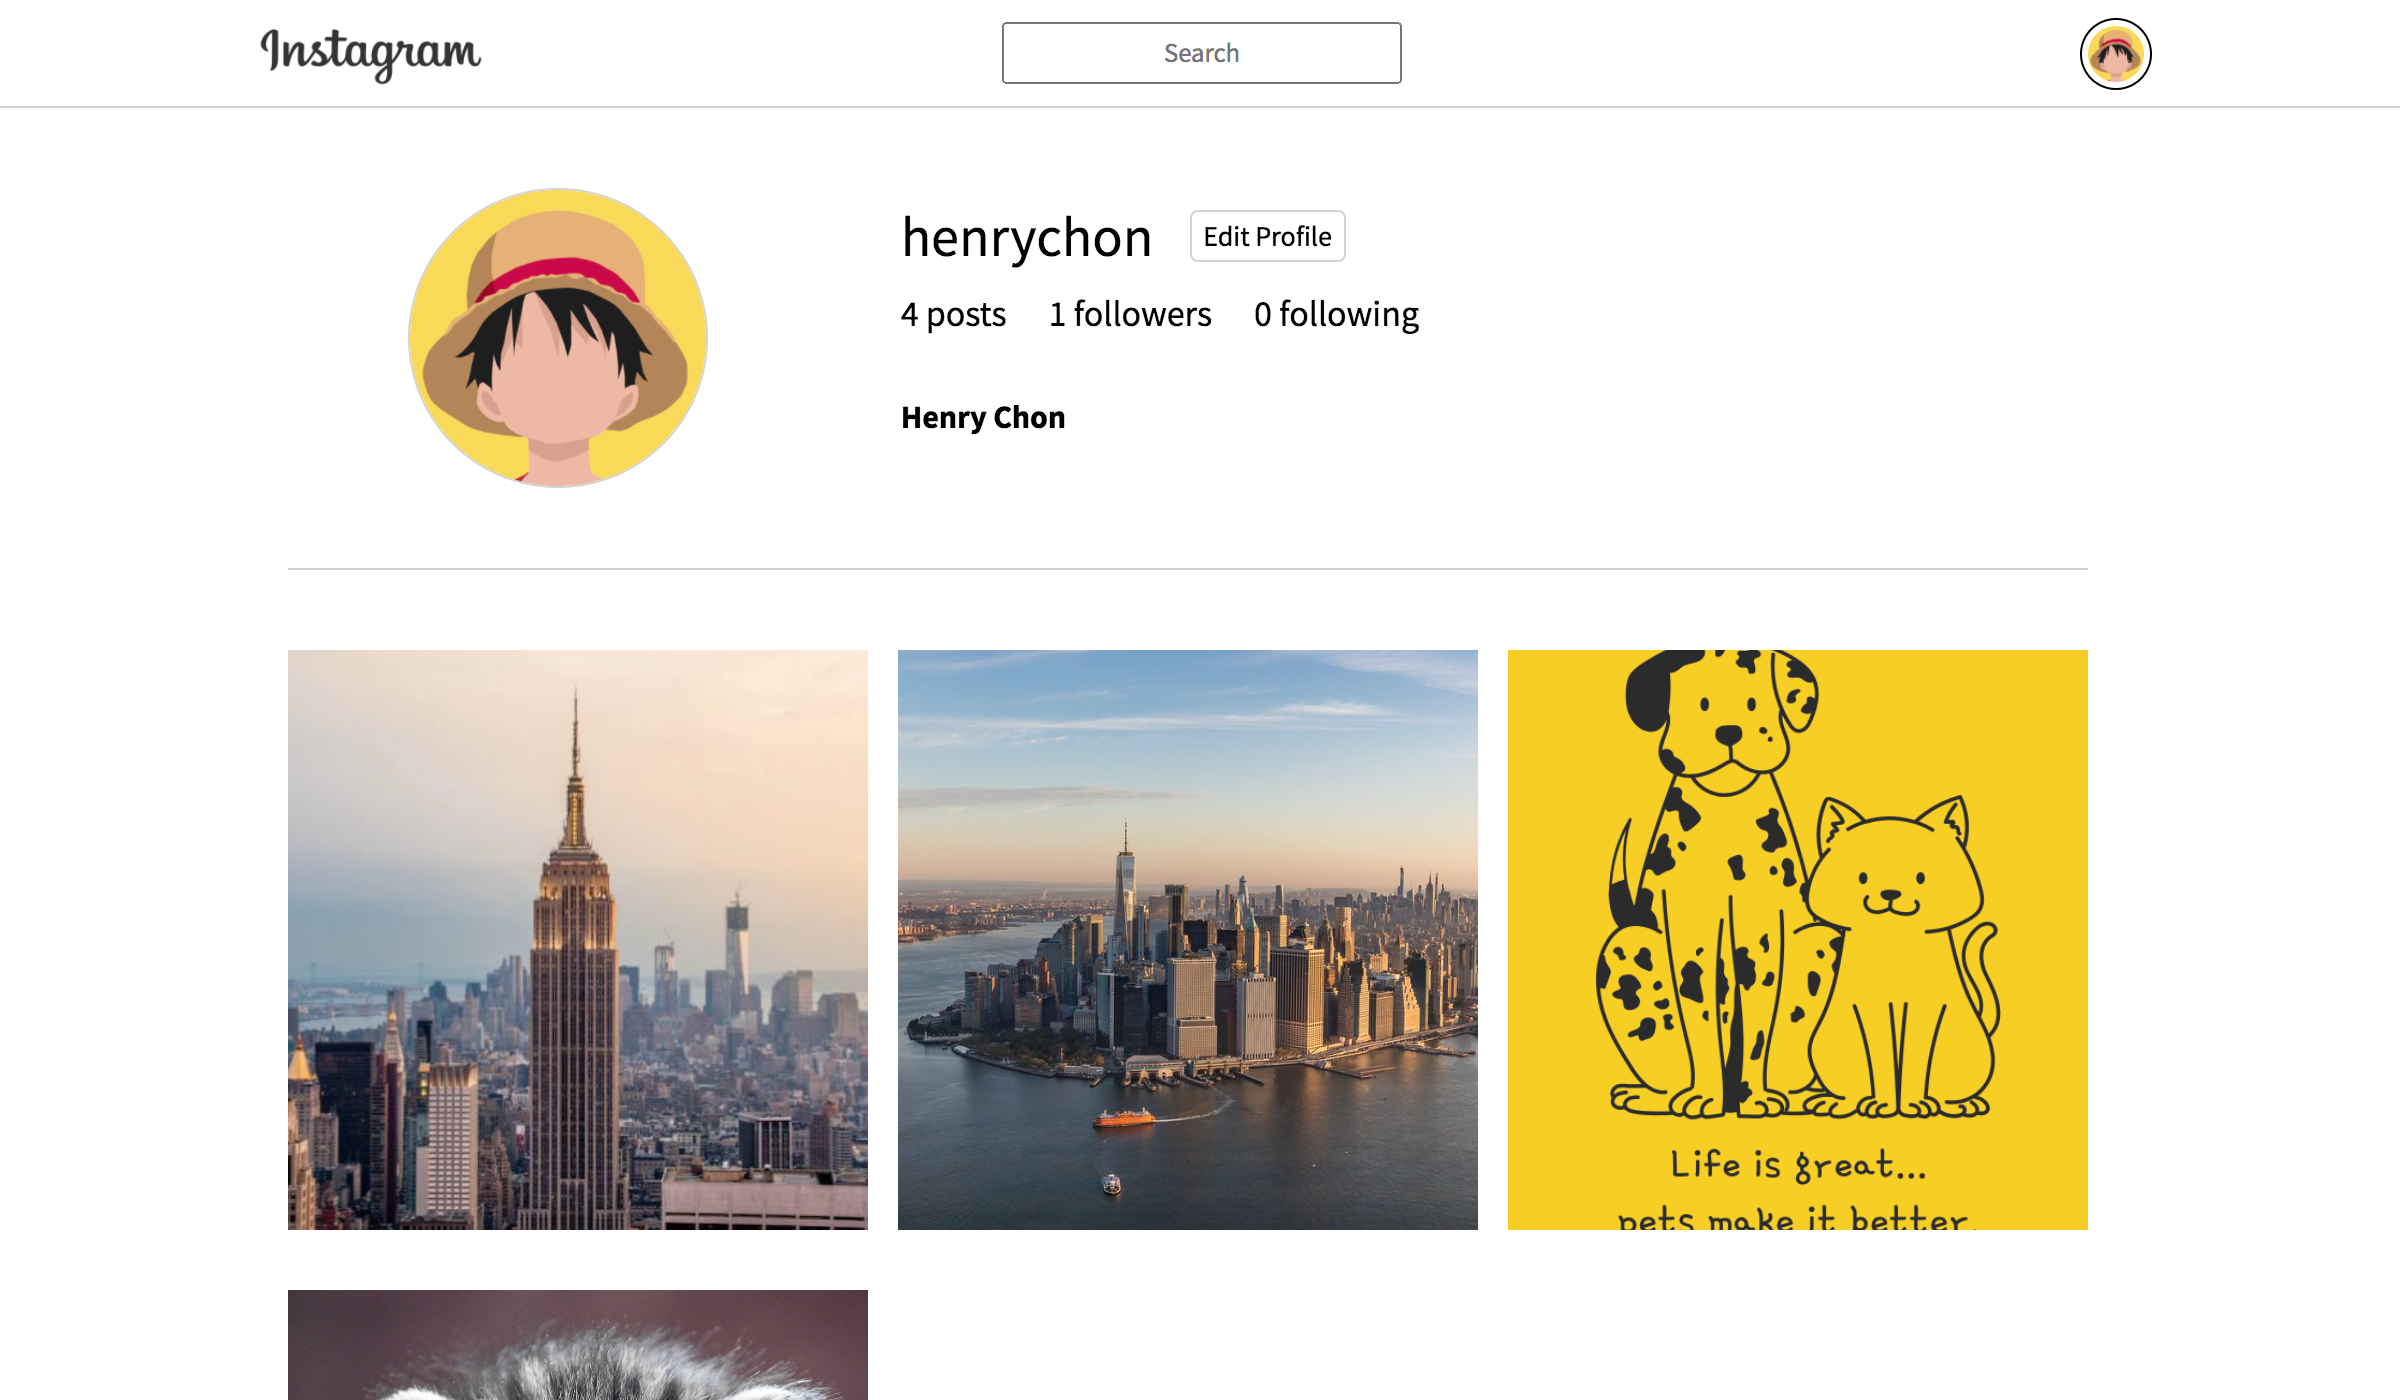 Instagram
Search
henrychon
Edit Profile
4 posts 1 followers 0 following
Henry Chon
Life is great...
pets make it better.